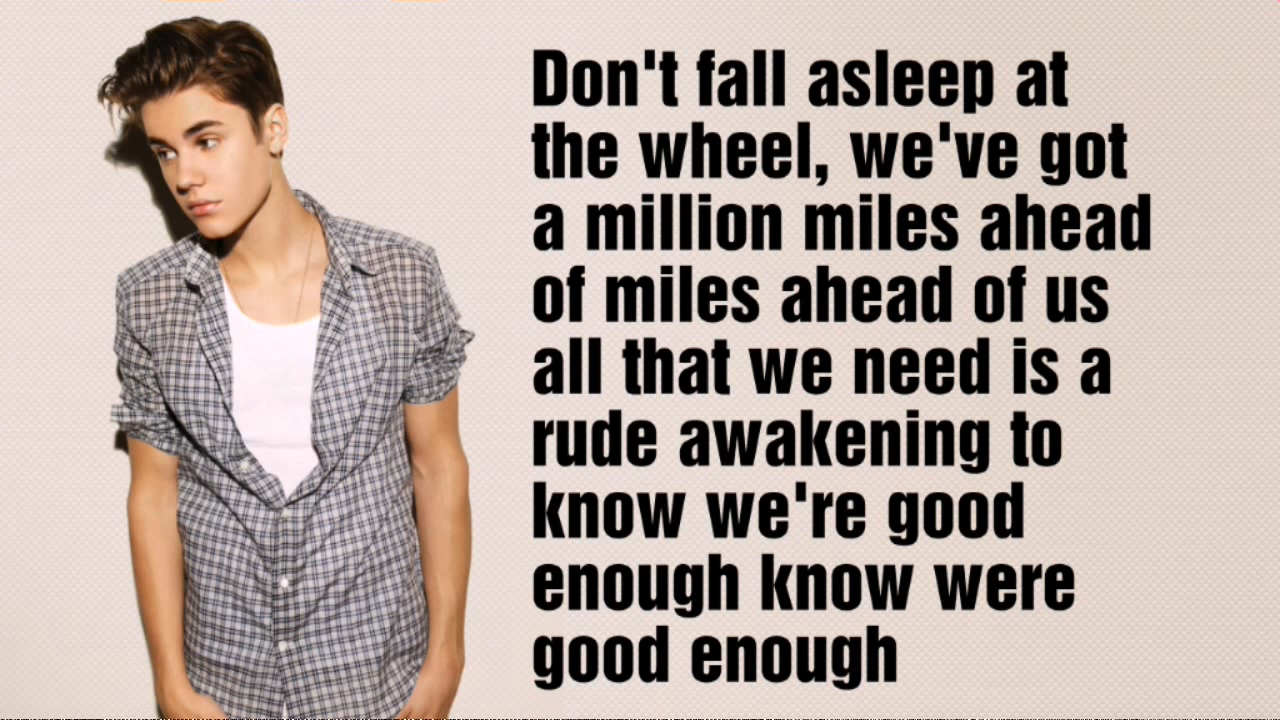 Don't fall asleep at
the wheel, we've got
a million miles ahead
of miles ahead of us
all that we need is a
rude awakening to
know we're good
enough know were
good enough